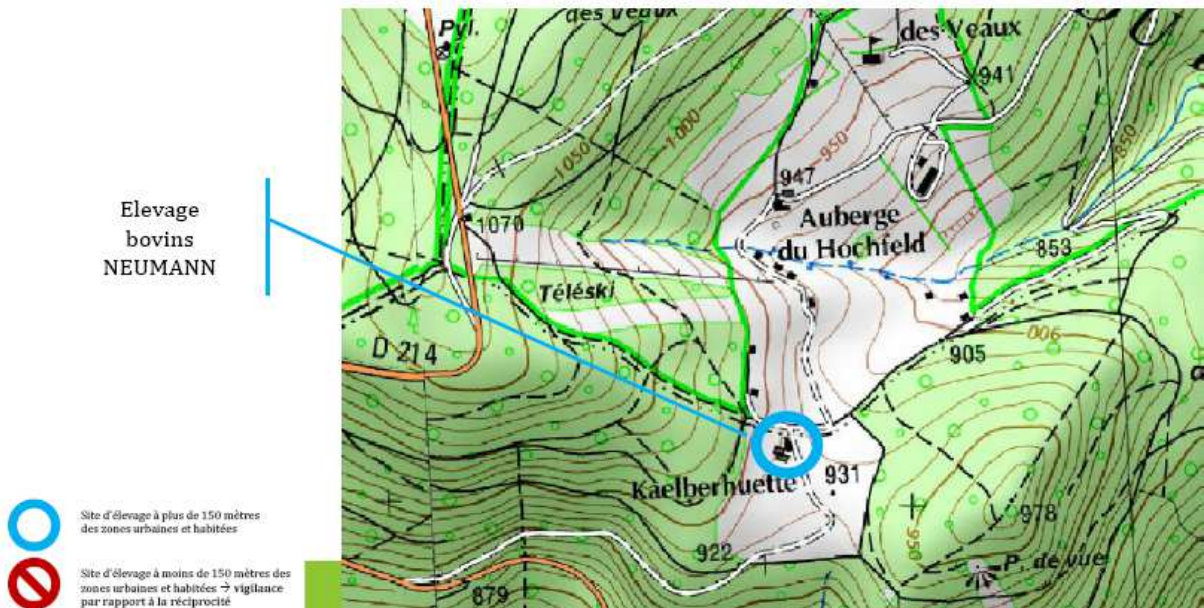 des Veaux
Pyl.
des Veaux
941
1050
1000
950
850
947
Elevage
bovins
NEUMANN
1070
Auberge
du Hochfeld
853
Téléski
D 214
900
905
Kaelberhuette
931
978
950
922
P. de vue
879
Site d'élevage à plus de 150 mètres
des zones urbaines et habitées
Site d'élevage à moins de 150 mètres des
zones urbaines et habitées → vigilance
par rapport à la réciprocité